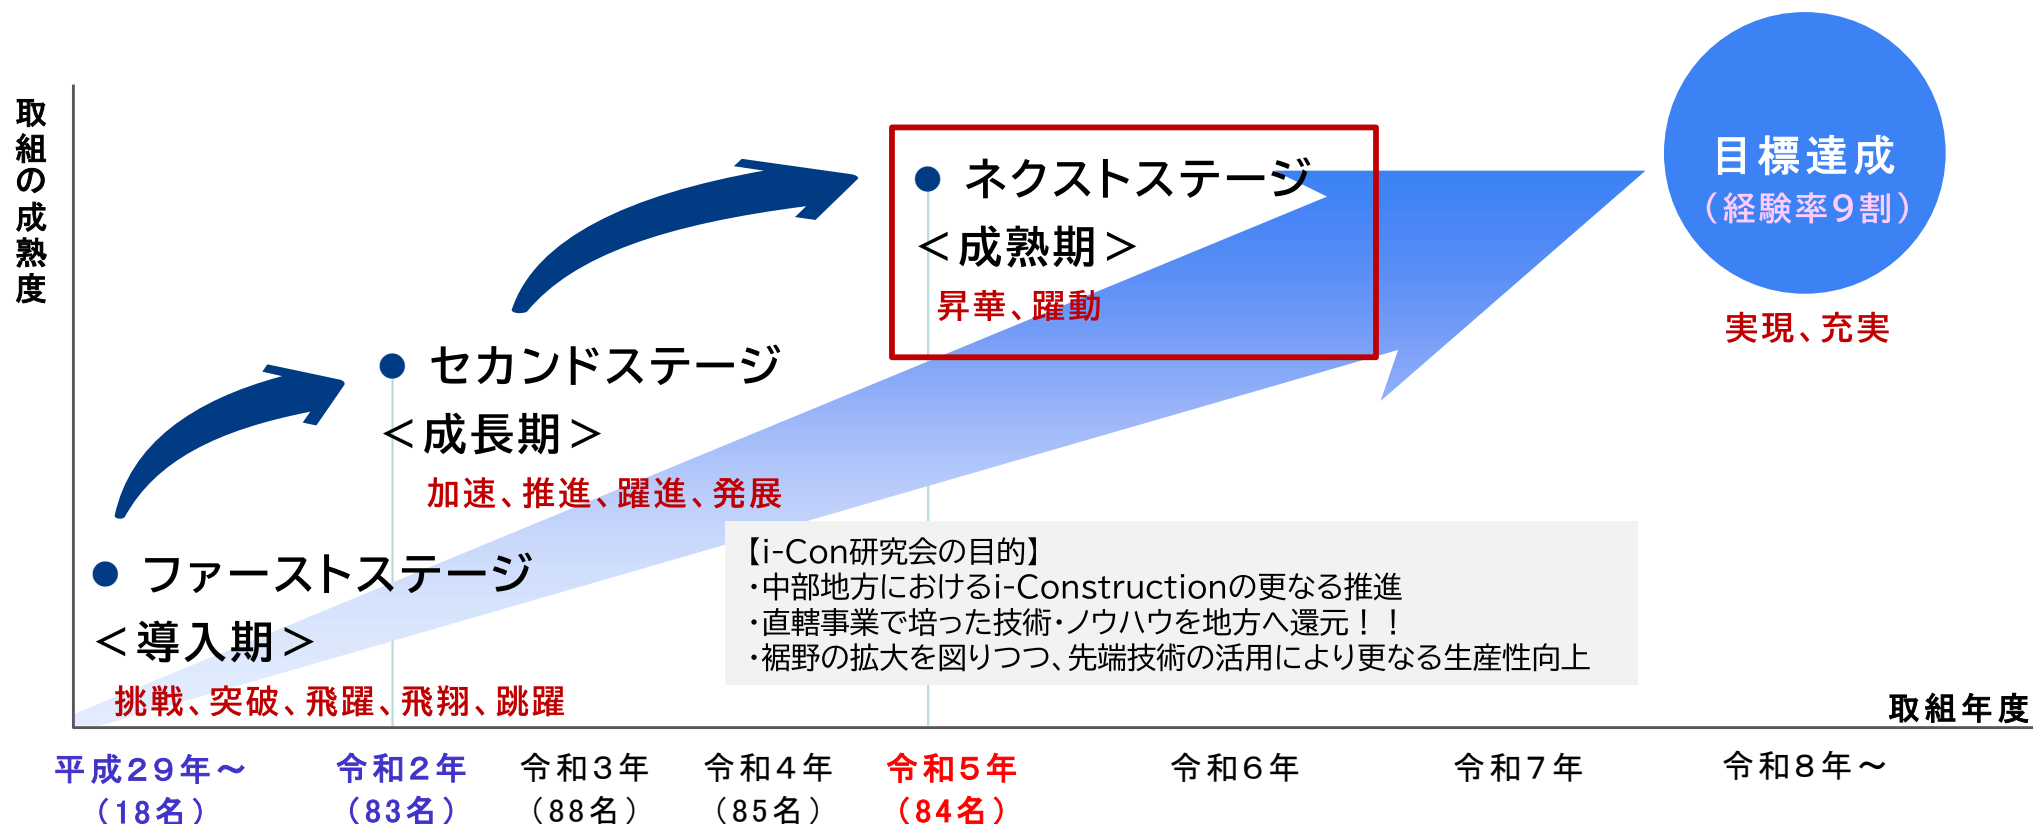 取組の成熟度
目標達成
（経験率９割）
実現、充実
ネクストステージ
＜成熟期＞
昇華、躍動
セカンドステージ
＜成長期＞
加速、推進、躍進、発展
ファーストステージ
＜導入期＞
挑戦、突破、飛躍、飛翔、跳躍
【i-Con研究会の目的】
・中部地方におけるi-Constructionの更なる推進
・直轄事業で培った技術・ノウハウを地方へ還元！！
・裾野の拡大を図りつつ、先端技術の活用により更なる生産性向上
取組年度
平成２９年～ 令和２年 令和３年 令和４年 令和５年 令和６年 令和７年 令和８年～
（18名） （83名） （88名） （85名） （84名）